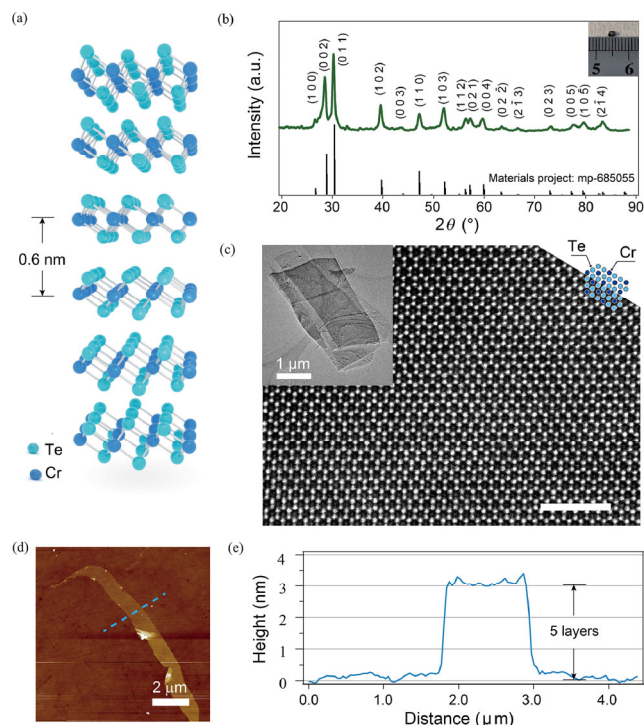 (a)
0.6 nm
Te
Cr
(b)
Intensity (a.u.)
(1 0 0)
(0 0 2)
(0 1 1)
(1 0 2)
(0 0 3)
(1 1 0)
(1 0 3)
(1 1 2)
(0 2 1̄)
(0 0 4)
(0 2 2̄)
(2 1̄ 3)
(0 2 3)
(0 0 5)
(1 0 5̄)
(2 1̄ 4)
5 6
Materials project: mp-685055
20 30 40 50 60 70 80 90
2θ (°)
(c)
Te
Cr
1 μm
(d)
2 μm
(e)
Height (nm)
4
3
2
1
0
5 layers
0.0 1.0 2.0 3.0 4.0
Distance (μm)